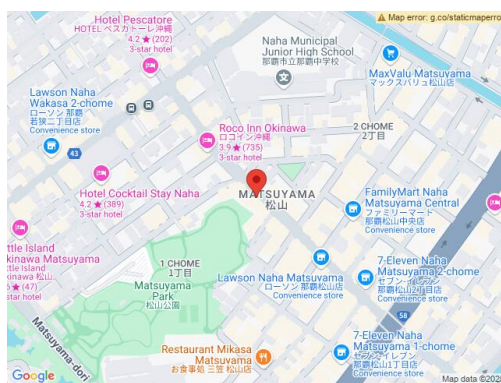 Hotel Pescatore
HOTEL ペスカトーレ沖縄
4.2 ★ (202)
3-star hotel
Map error: g.co/staticmaperro
Naha Municipal
Junior High School
那覇市立那覇中学校
MaxValu Matsuyama
マックスバリュ松山店
Lawson Naha
Wakasa 2-chome
ローソン 那覇
若狭二丁目店
Convenience store
43
Roco Inn Okinawa
ロコイン沖縄
3.9 ★ (735)
3-star hotel
2 CHOME
2丁目
Hotel Cocktail Stay Naha
4.2 ★ (389)
3-star hotel
MATSUYAMA
松山
FamilyMart Naha
Matsuyama Central
ファミリーマート
那覇松山中央店
Convenience store
ttle Island
kinawa Matsuyama
ttle Island
kinawa 松山
(47)
hotel
1 CHOME
1丁目
Matsuyama
Park
松山公園
Lawson Naha Matsuyama
ローソン 那覇松山店
Convenience store
7-Eleven Naha
Matsuyama 2-chome
セブン-イレブン
那覇松山2丁目店
Convenience store
58
Matsuyama-dori
Restaurant Mikasa
Matsuyama
お食事処 三笠 松山店
7-Eleven Naha
Matsuyama 1-chome
セブン-イレブン
那覇松山1丁目店
Convenience store
Google
Map data ©202